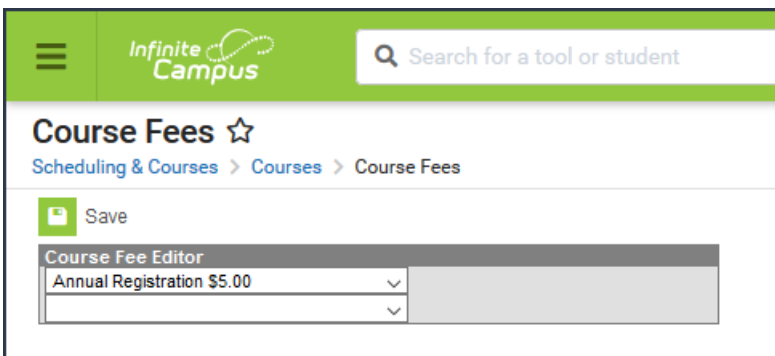 Infinite
Campus
Search for a tool or student
Course Fees
Scheduling & Courses > Courses > Course Fees
Save
Course Fee Editor
Annual Registration $5.00